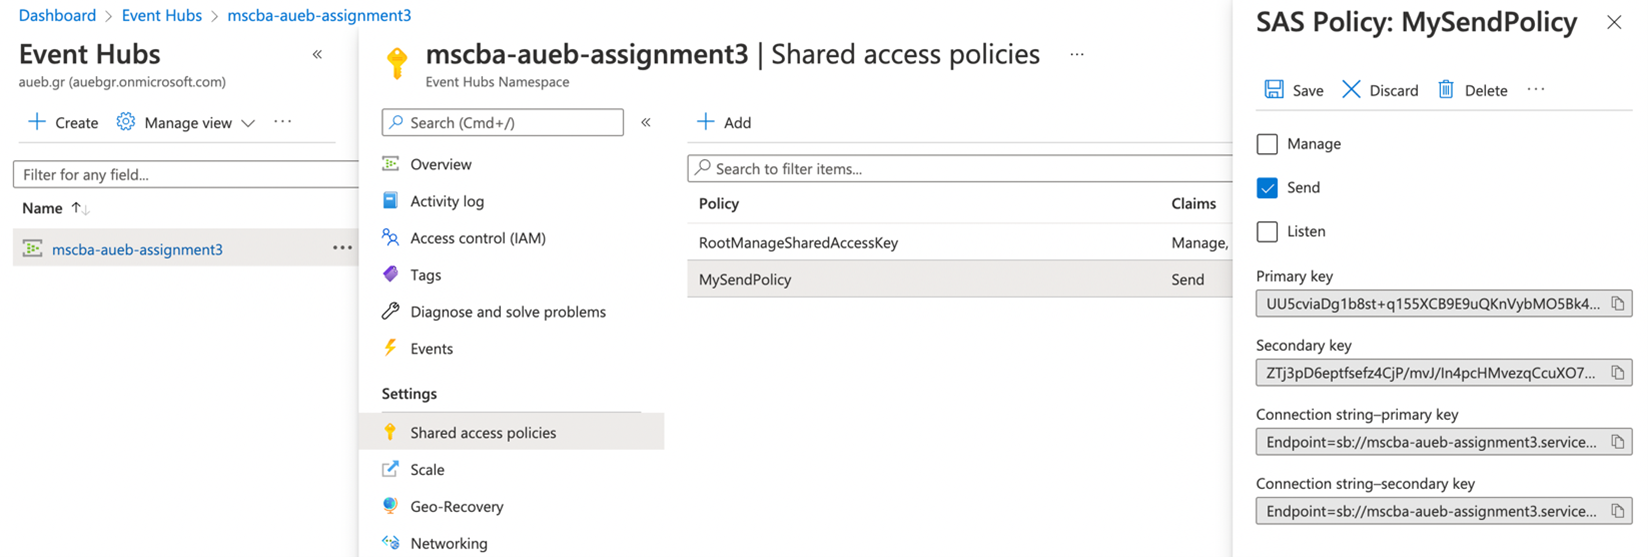 Dashboard > Event Hubs > mscba-aueb-assignment3
Event Hubs
«
aueb.gr (auebgr.onmicrosoft.com)
+ Create Manage view ...
Filter for any field...
Name ↑↓
mscba-aueb-assignment3 ...
mscba-aueb-assignment3 | Shared access policies ...
Event Hubs Namespace
Search (Cmd+/)
«
Overview
Activity log
Access control (IAM)
Tags
Diagnose and solve problems
Events
Settings
Shared access policies
Scale
Geo-Recovery
Networking
+ Add
Search to filter items...
Policy Claims
RootManageSharedAccessKey Manage,
MySendPolicy Send
SAS Policy: MySendPolicy
Save Discard Delete ...
Manage
Send
Listen
Primary key
UU5cviaDg1b8st+q155XCB9E9uQKnVybMO5Bk4...
Secondary key
ZTj3pD6eptfsefz4CjP/mvJ/In4pcHMvezqCcuXO7...
Connection string–primary key
Endpoint=sb://mscba-aueb-assignment3.service...
Connection string–secondary key
Endpoint=sb://mscba-aueb-assignment3.service...